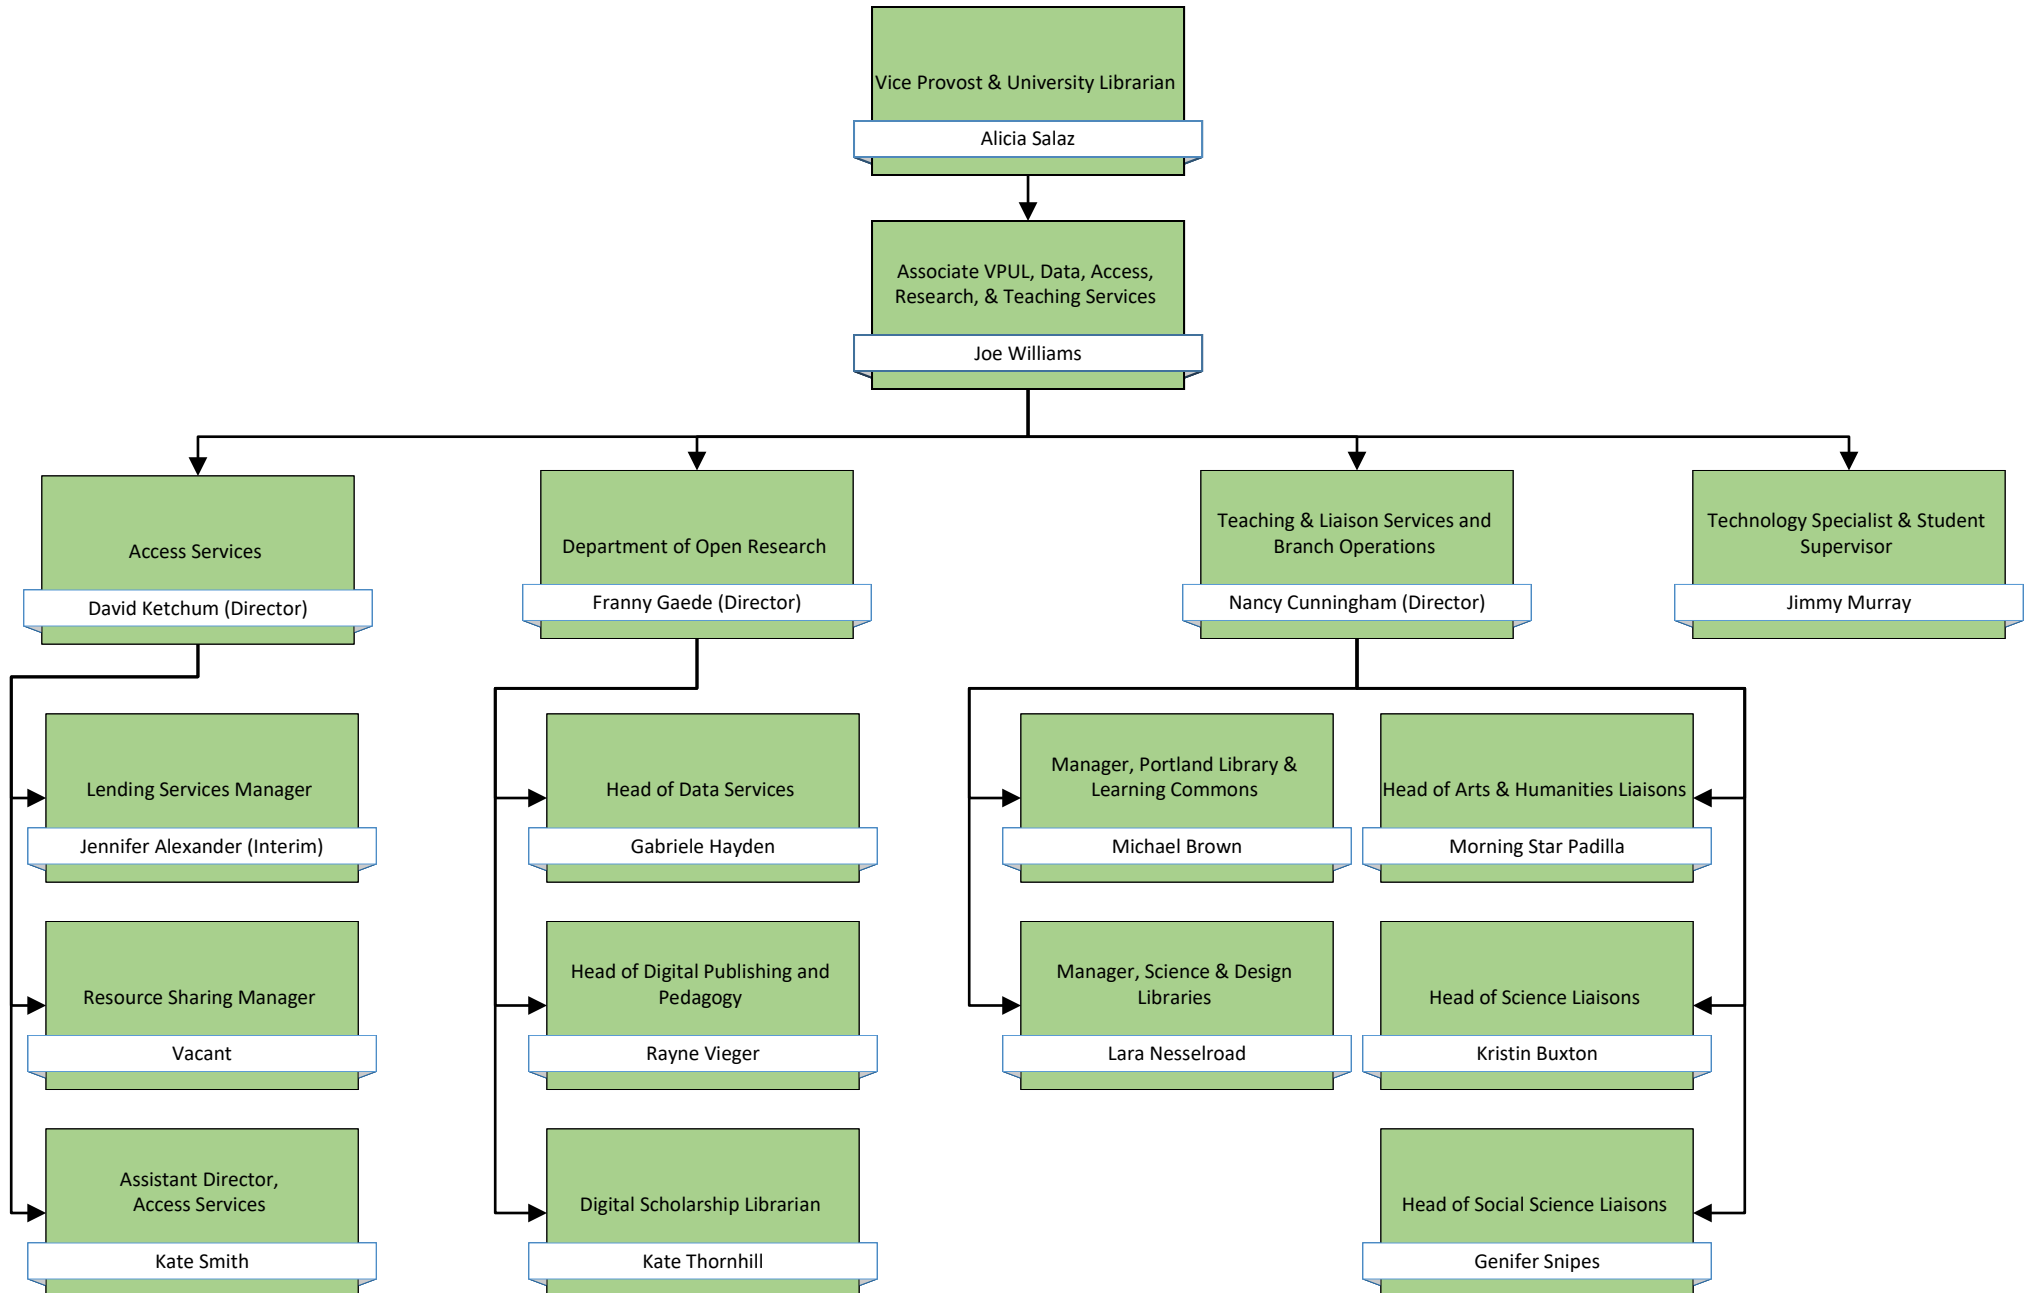 Vice Provost & University Librarian
Alicia Salaz
Associate VPUL, Data, Access,
Research, & Teaching Services
Joe Williams
Access Services
David Ketchum (Director)
Department of Open Research
Franny Gaede (Director)
Teaching & Liaison Services and
Branch Operations
Nancy Cunningham (Director)
Technology Specialist & Student
Supervisor
Jimmy Murray
Lending Services Manager
Jennifer Alexander (Interim)
Head of Data Services
Gabriele Hayden
Manager, Portland Library &
Learning Commons
Michael Brown
Head of Arts & Humanities Liaisons
Morning Star Padilla
Resource Sharing Manager
Vacant
Head of Digital Publishing and
Pedagogy
Rayne Vieger
Manager, Science & Design
Libraries
Lara Nesselroad
Head of Science Liaisons
Kristin Buxton
Assistant Director,
Access Services
Kate Smith
Digital Scholarship Librarian
Kate Thornhill
Head of Social Science Liaisons
Genifer Snipes